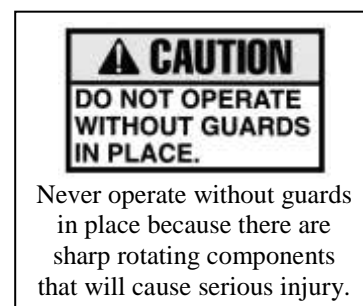 CAUTION
DO NOT OPERATE
WITHOUT GUARDS
IN PLACE.
Never operate without guards
in place because there are
sharp rotating components
that will cause serious injury.